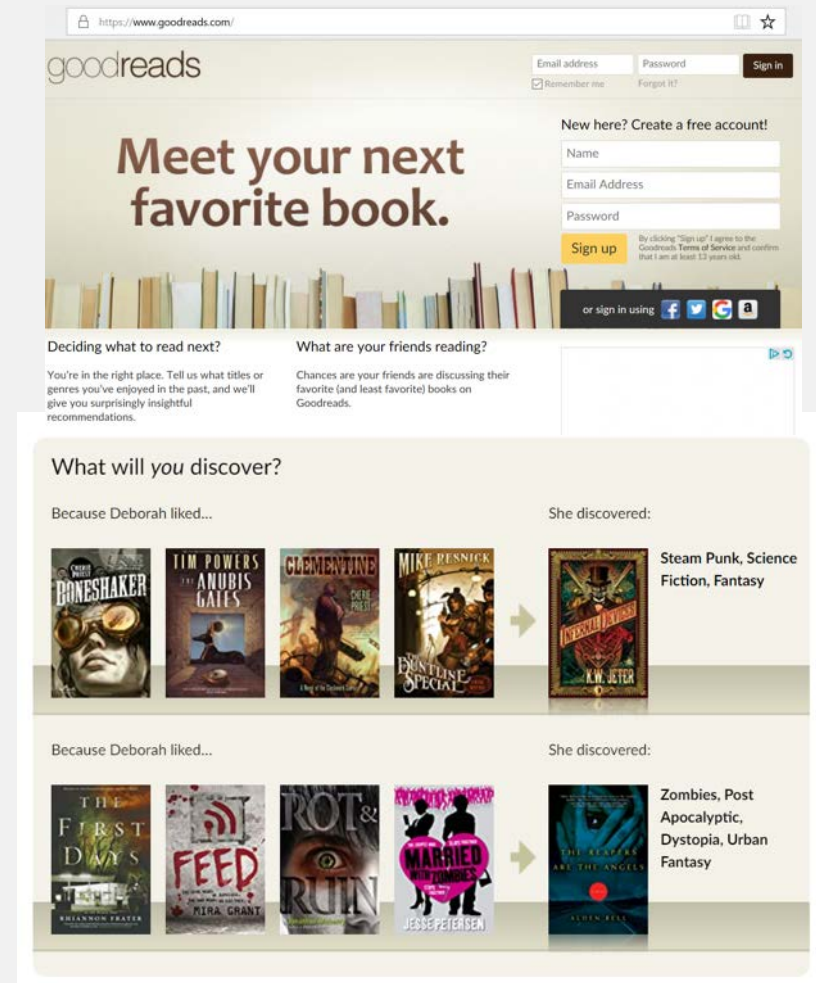 https://www.goodreads.com/
goodreads
Email address
Password
Sign in
Remember me
Forgot it?
Meet your next
favorite book.
New here? Create a free account!
Name
Email Address
Password
Sign up
By clicking "Sign up" I agree to the
Goodreads Terms of Service and confirm
that I am at least 13 years old.
or sign in using
Deciding what to read next?
You're in the right place. Tell us what titles or
genres you've enjoyed in the past, and we'll
give you surprisingly insightful
recommendations.
What are your friends reading?
Chances are your friends are discussing their
favorite (and least favorite) books on
Goodreads.
What will you discover?
Because Deborah liked...
She discovered:
CHERIE
PRIEST
BONESHAKER
TIM POWERS
THE ANUBIS
GATES
CLEMENTINE
CHERIE
PRIEST
MIKE RESNICK
THE
BUNTLINE
SPECIAL
INFERNAL DEVICES
K.W. JETER
Steam Punk, Science
Fiction, Fantasy
Because Deborah liked...
She discovered:
THE
FIRST
DAYS
RHIANNON FRATER
FEED
MIRA GRANT
ROT &
RUIN
MARRIED
WITH ZOMBIES
JESSE PETERSEN
THE REAPERS
ARE THE ANGELS
ALDEN BELL
Zombies, Post
Apocalyptic,
Dystopia, Urban
Fantasy